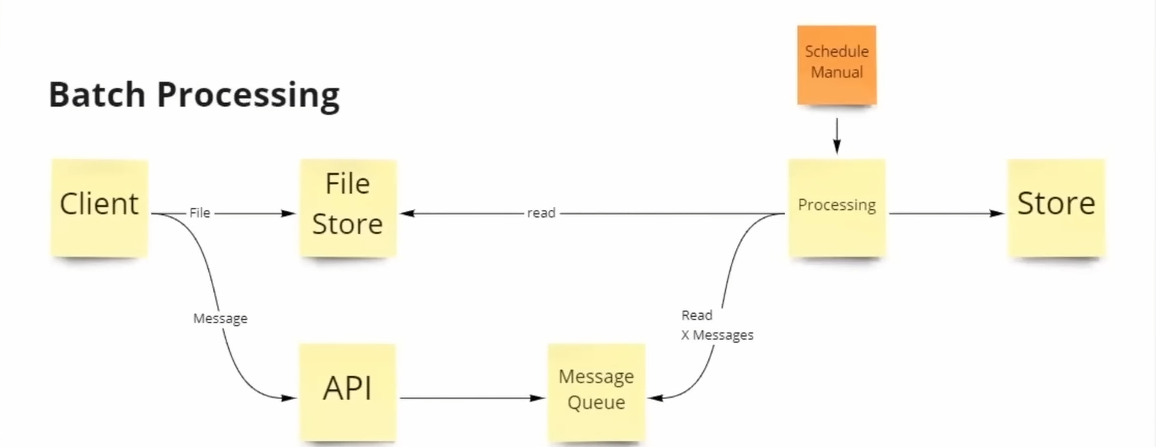 Schedule
Manual
Batch Processing
Client
File
File
Store
read
Processing
Store
Message
Read
X Messages
API
Message
Queue